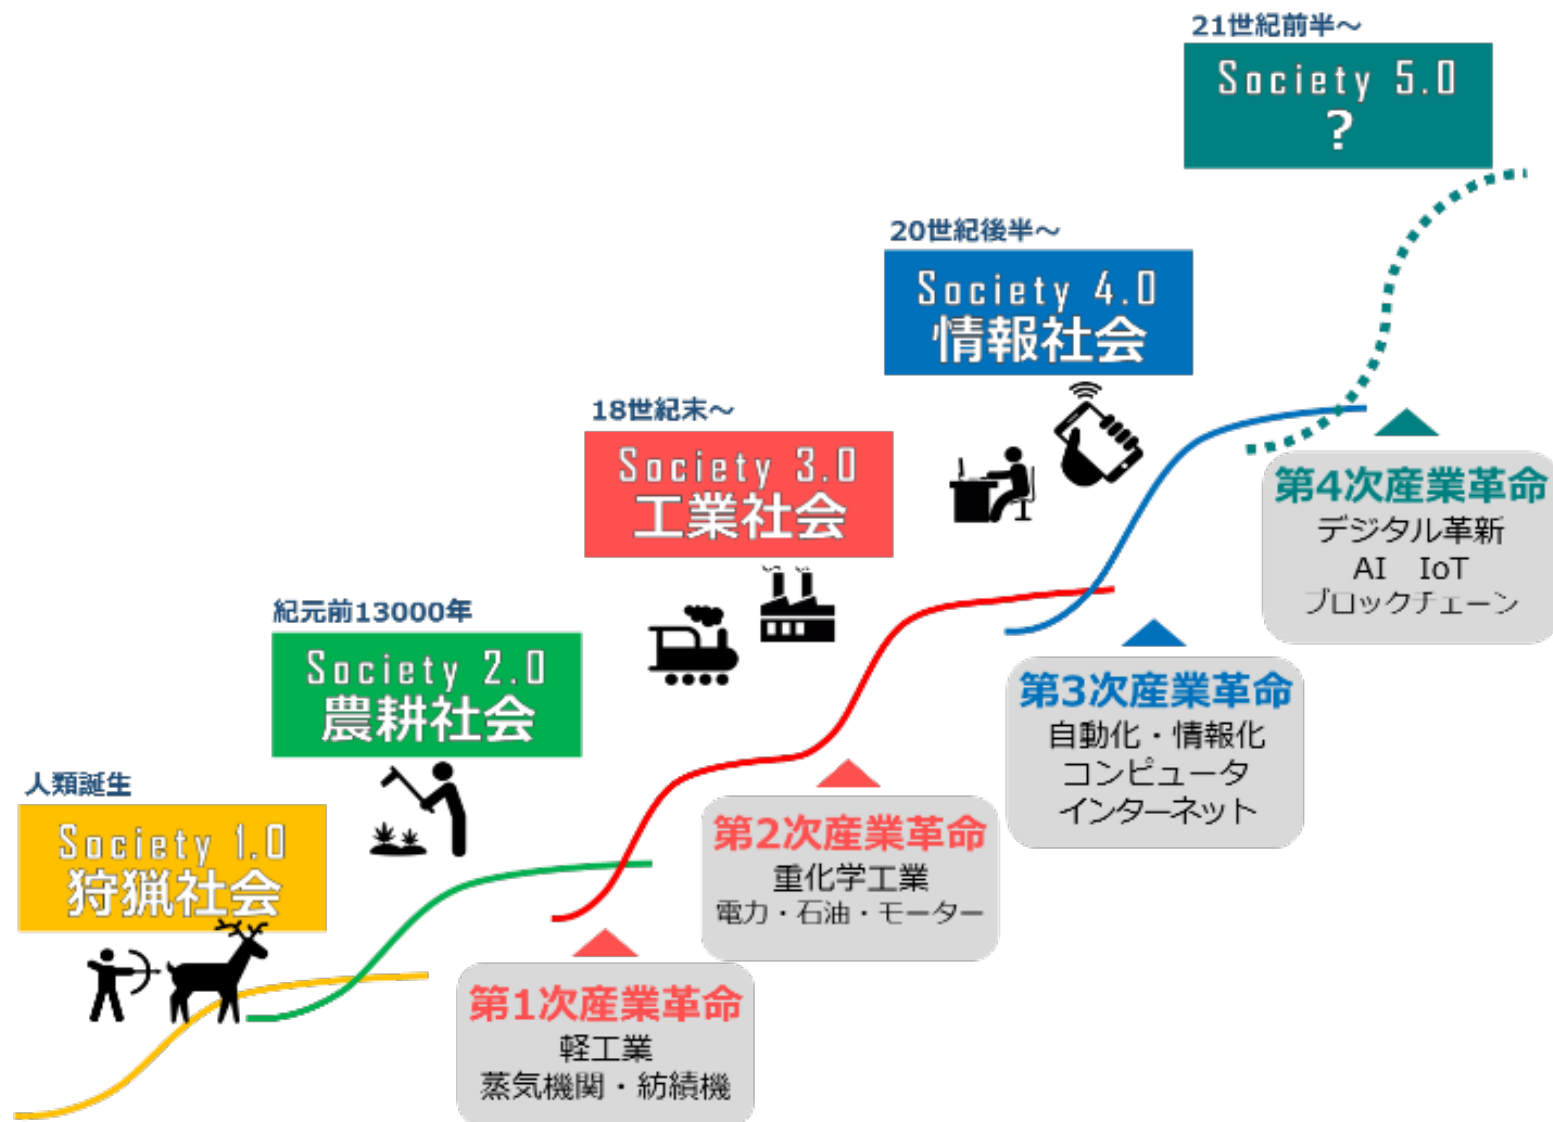 21世紀前半～
Society 5.0
?
20世紀後半～
Society 4.0
情報社会
18世紀末～
Society 3.0
工業社会
紀元前13000年
Society 2.0
農耕社会
人類誕生
Society 1.0
狩猟社会
第4次産業革命
デジタル革新
AI IoT
ブロックチェーン
第3次産業革命
自動化・情報化
コンピュータ
インターネット
第2次産業革命
重化学工業
電力・石油・モーター
第1次産業革命
軽工業
蒸気機関・紡績機